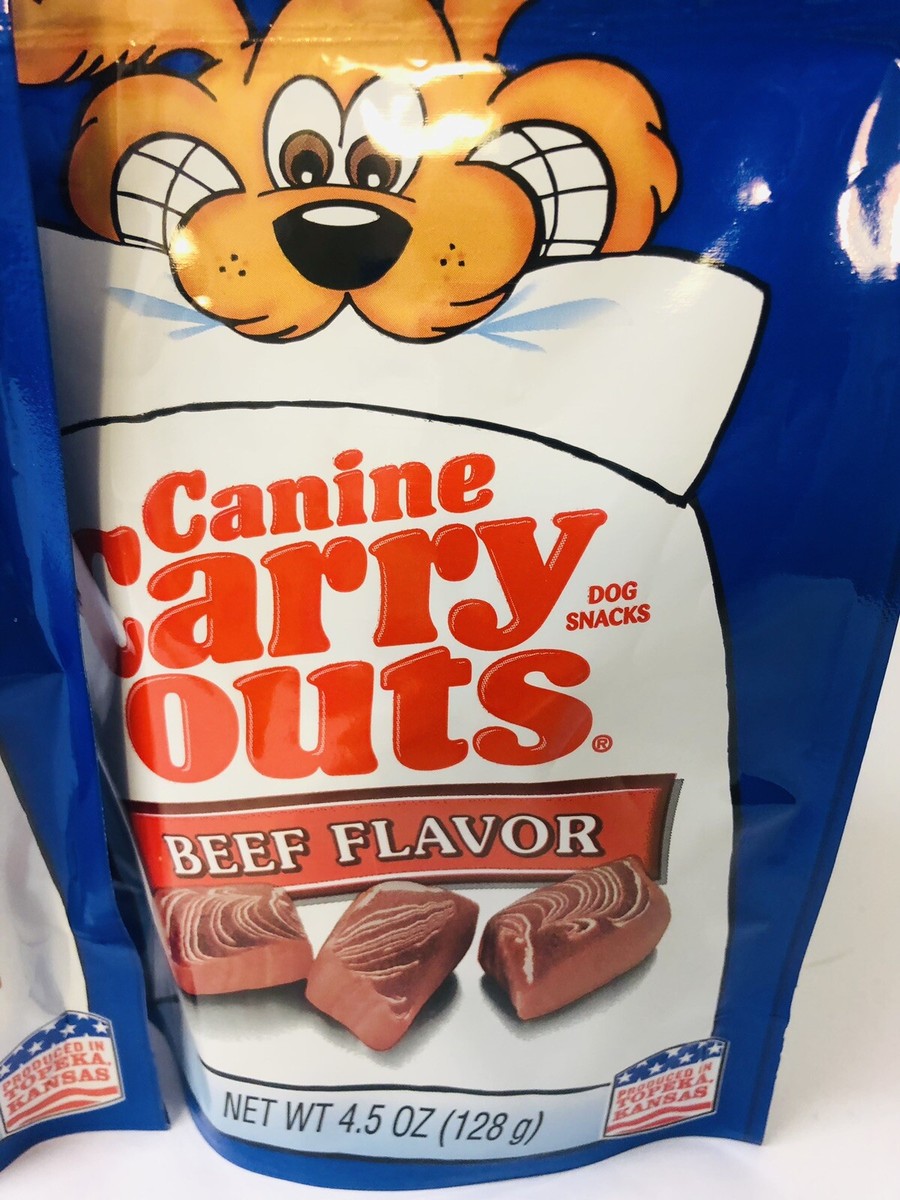 Canine
Carry
outs®
DOG
SNACKS
BEEF FLAVOR
PRODUCED IN
TOPEKA,
KANSAS
NET WT 4.5 OZ (128 g)
PRODUCED IN
TOPEKA,
KANSAS